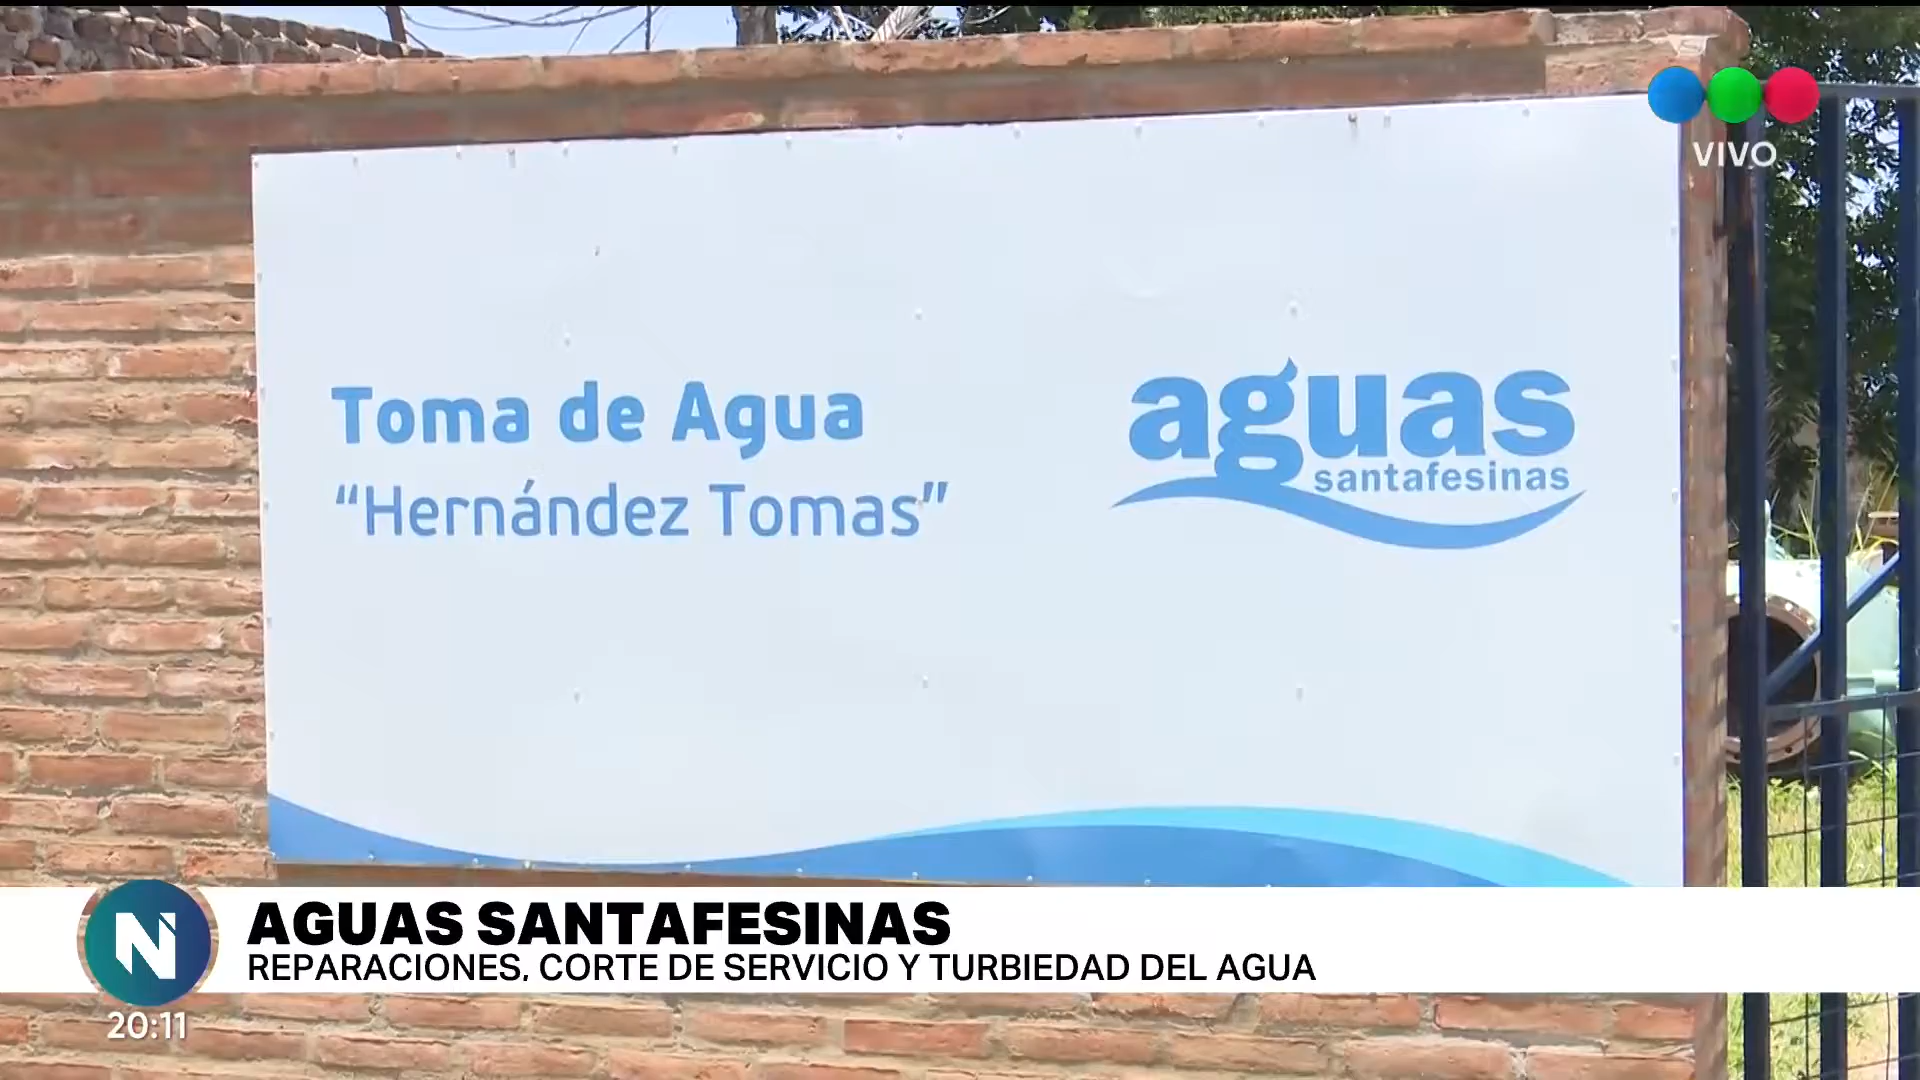 VIVO
Toma de Agua
“Hernández Tomas”
aguas
santafesinas
N
AGUAS SANTAFESINAS
REPARACIONES, CORTE DE SERVICIO Y TURBIEDAD DEL AGUA
20:11